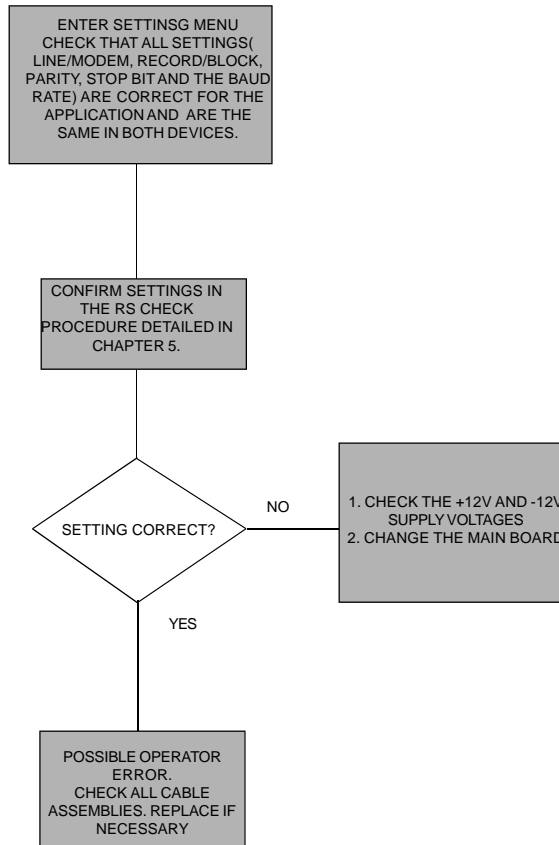 ENTER SETTINSG MENU
CHECK THAT ALL SETTINGS(
LINE/MODEM, RECORD/BLOCK,
PARITY, STOP BIT AND THE BAUD
RATE) ARE CORRECT FOR THE
APPLICATION AND ARE THE
SAME IN BOTH DEVICES.
CONFIRM SETTINGS IN
THE RS CHECK
PROCEDURE DETAILED IN
CHAPTER 5.
SETTING CORRECT?
NO
1. CHECK THE +12V AND -12V
SUPPLY VOLTAGES
2. CHANGE THE MAIN BOARD
YES
POSSIBLE OPERATOR
ERROR.
CHECK ALL CABLE
ASSEMBLIES. REPLACE IF
NECESSARY